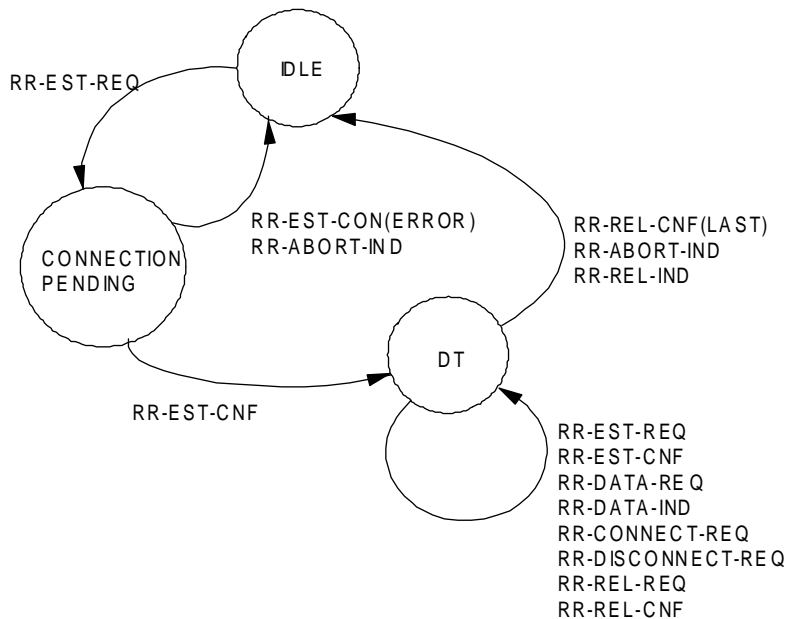 IDLE
RR-EST-REQ
RR-EST-CON(ERROR)
RR-ABORT-IND
RR-REL-CNF(LAST)
RR-ABORT-IND
RR-REL-IND
CONNECTION
PENDING
DT
RR-EST-CNF
RR-EST-REQ
RR-EST-CNF
RR-DATA-REQ
RR-DATA-IND
RR-CONNECT-REQ
RR-DISCONNECT-REQ
RR-REL-REQ
RR-REL-CNF